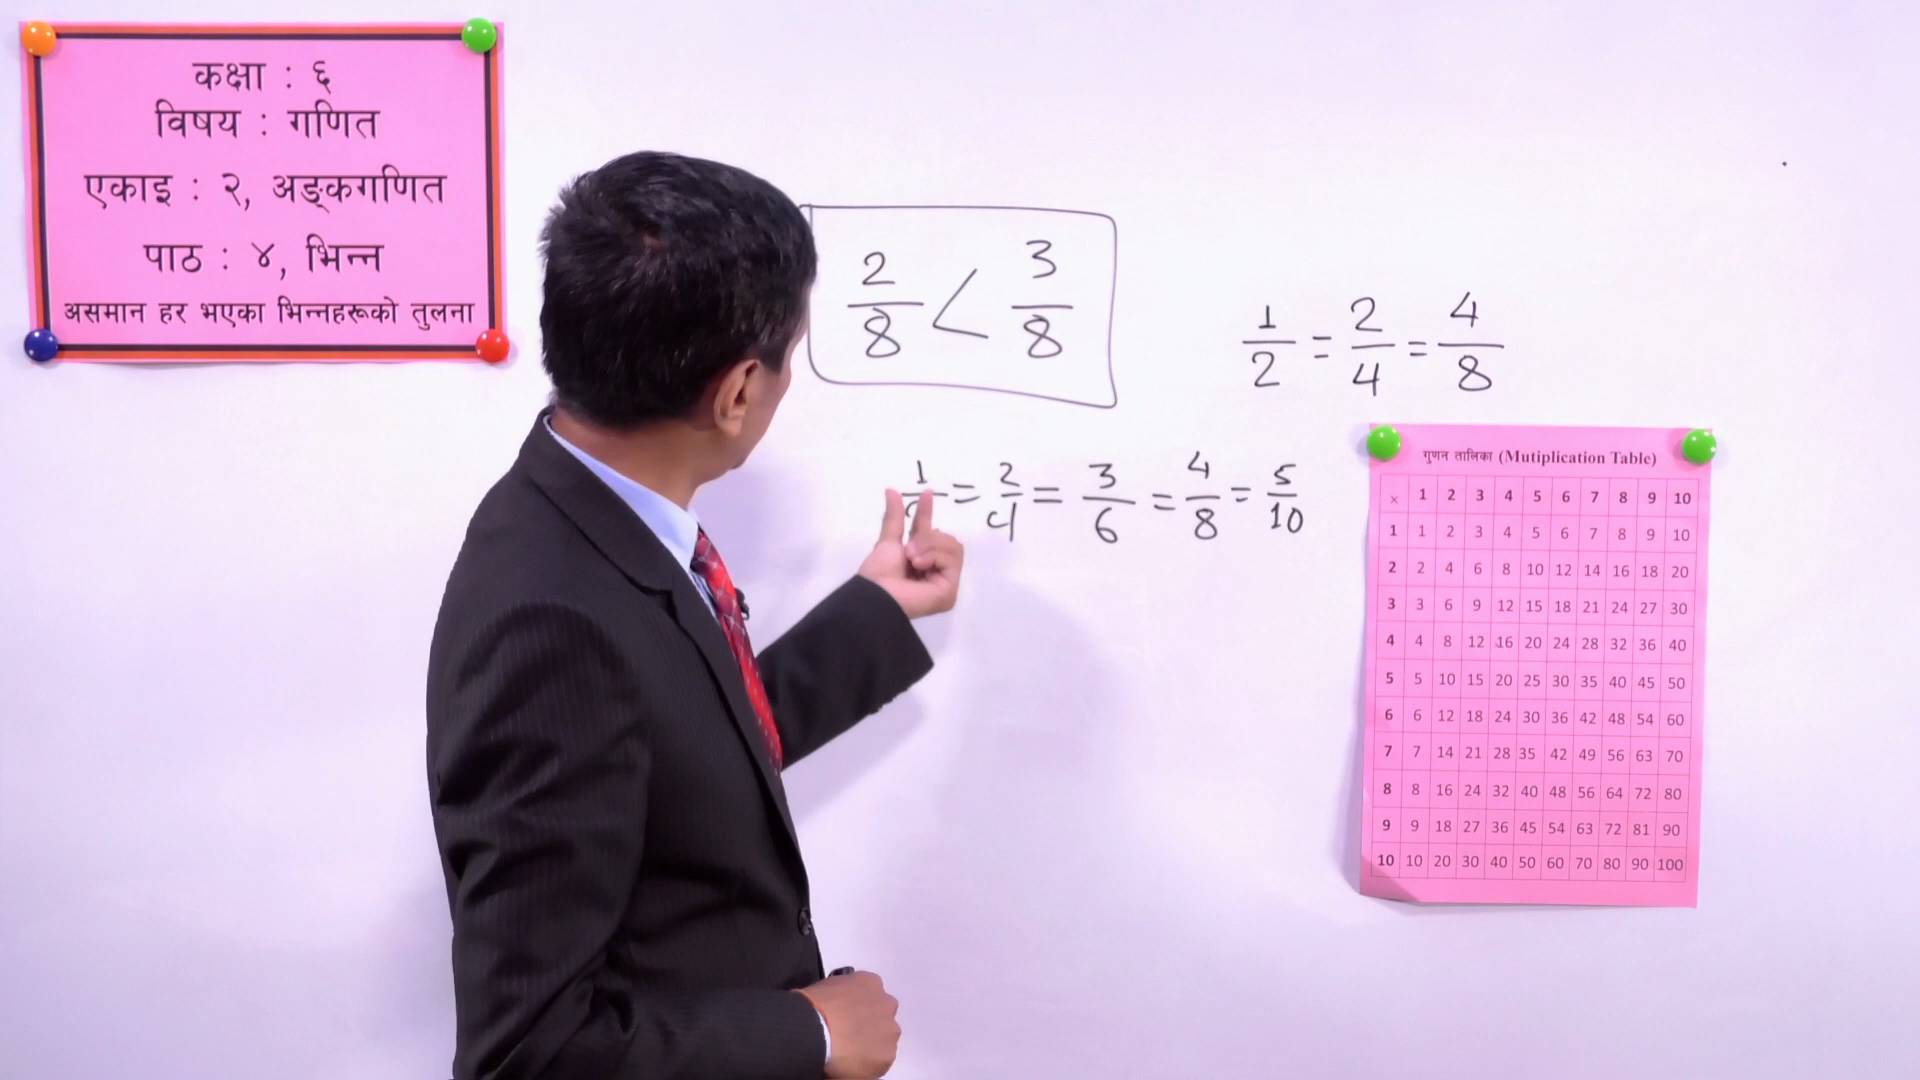 कक्षा : ६
विषय : गणित
एकाइ : २, अङ्कगणित
पाठ : ४, भिन्न
असमान हर भएका भिन्नहरूको तुलना
2/8 < 3/8
1/2 = 2/4 = 4/8
1/ = 2/4 = 3/6 = 4/8 = 5/10
गुणन तालिका (Mutiplication Table)
× 1 2 3 4 5 6 7 8 9 10
1 1 2 3 4 5 6 7 8 9 10
2 2 4 6 8 10 12 14 16 18 20
3 3 6 9 12 15 18 21 24 27 30
4 4 8 12 16 20 24 28 32 36 40
5 5 10 15 20 25 30 35 40 45 50
6 6 12 18 24 30 36 42 48 54 60
7 7 14 21 28 35 42 49 56 63 70
8 8 16 24 32 40 48 56 64 72 80
9 9 18 27 36 45 54 63 72 81 90
10 10 20 30 40 50 60 70 80 90 100